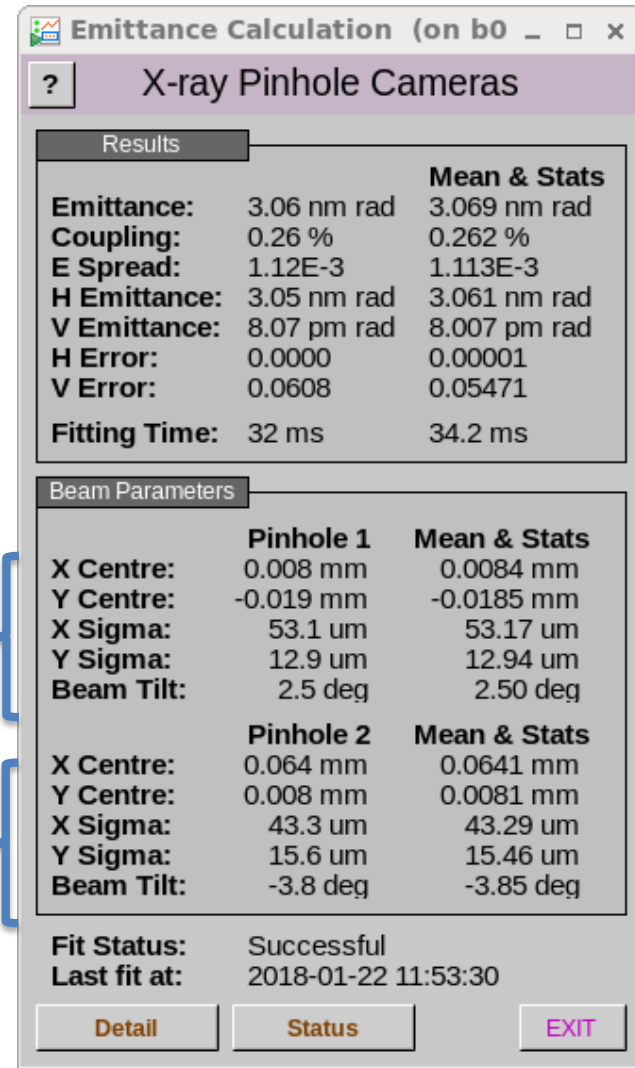 Emittance Calculation (on b0
? X-ray Pinhole Cameras
Results
Mean & Stats
Emittance: 3.06 nm rad 3.069 nm rad
Coupling: 0.26 % 0.262 %
E Spread: 1.12E-3 1.113E-3
H Emittance: 3.05 nm rad 3.061 nm rad
V Emittance: 8.07 pm rad 8.007 pm rad
H Error: 0.0000 0.00001
V Error: 0.0608 0.05471
Fitting Time: 32 ms 34.2 ms
Beam Parameters
Pinhole 1 Mean & Stats
X Centre: 0.008 mm 0.0084 mm
Y Centre: -0.019 mm -0.0185 mm
X Sigma: 53.1 um 53.17 um
Y Sigma: 12.9 um 12.94 um
Beam Tilt: 2.5 deg 2.50 deg
Pinhole 2 Mean & Stats
X Centre: 0.064 mm 0.0641 mm
Y Centre: 0.008 mm 0.0081 mm
X Sigma: 43.3 um 43.29 um
Y Sigma: 15.6 um 15.46 um
Beam Tilt: -3.8 deg -3.85 deg
Fit Status: Successful
Last fit at: 2018-01-22 11:53:30
Detail Status EXIT